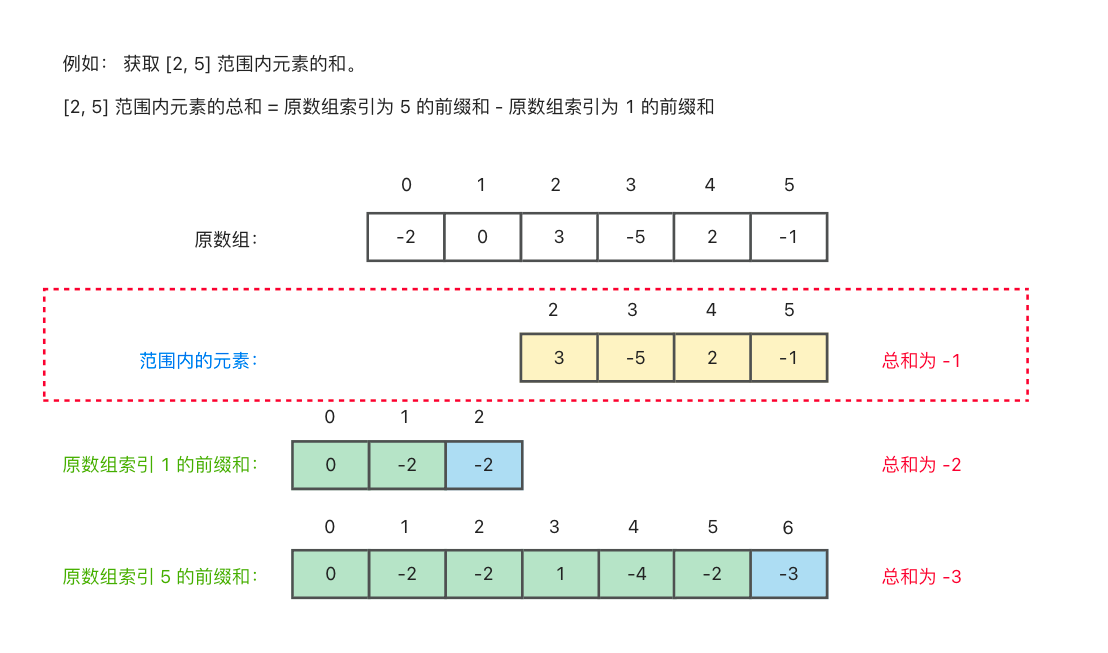 例如： 获取 [2, 5] 范围内元素的和。
[2, 5] 范围内元素的总和 = 原数组索引为 5 的前缀和 - 原数组索引为 1 的前缀和
0 1 2 3 4 5
原数组： -2 0 3 -5 2 -1
2 3 4 5
范围内的元素： 3 -5 2 -1 总和为 -1
0 1 2
原数组索引 1 的前缀和： 0 -2 -2 总和为 -2
0 1 2 3 4 5 6
原数组索引 5 的前缀和： 0 -2 -2 1 -4 -2 -3 总和为 -3